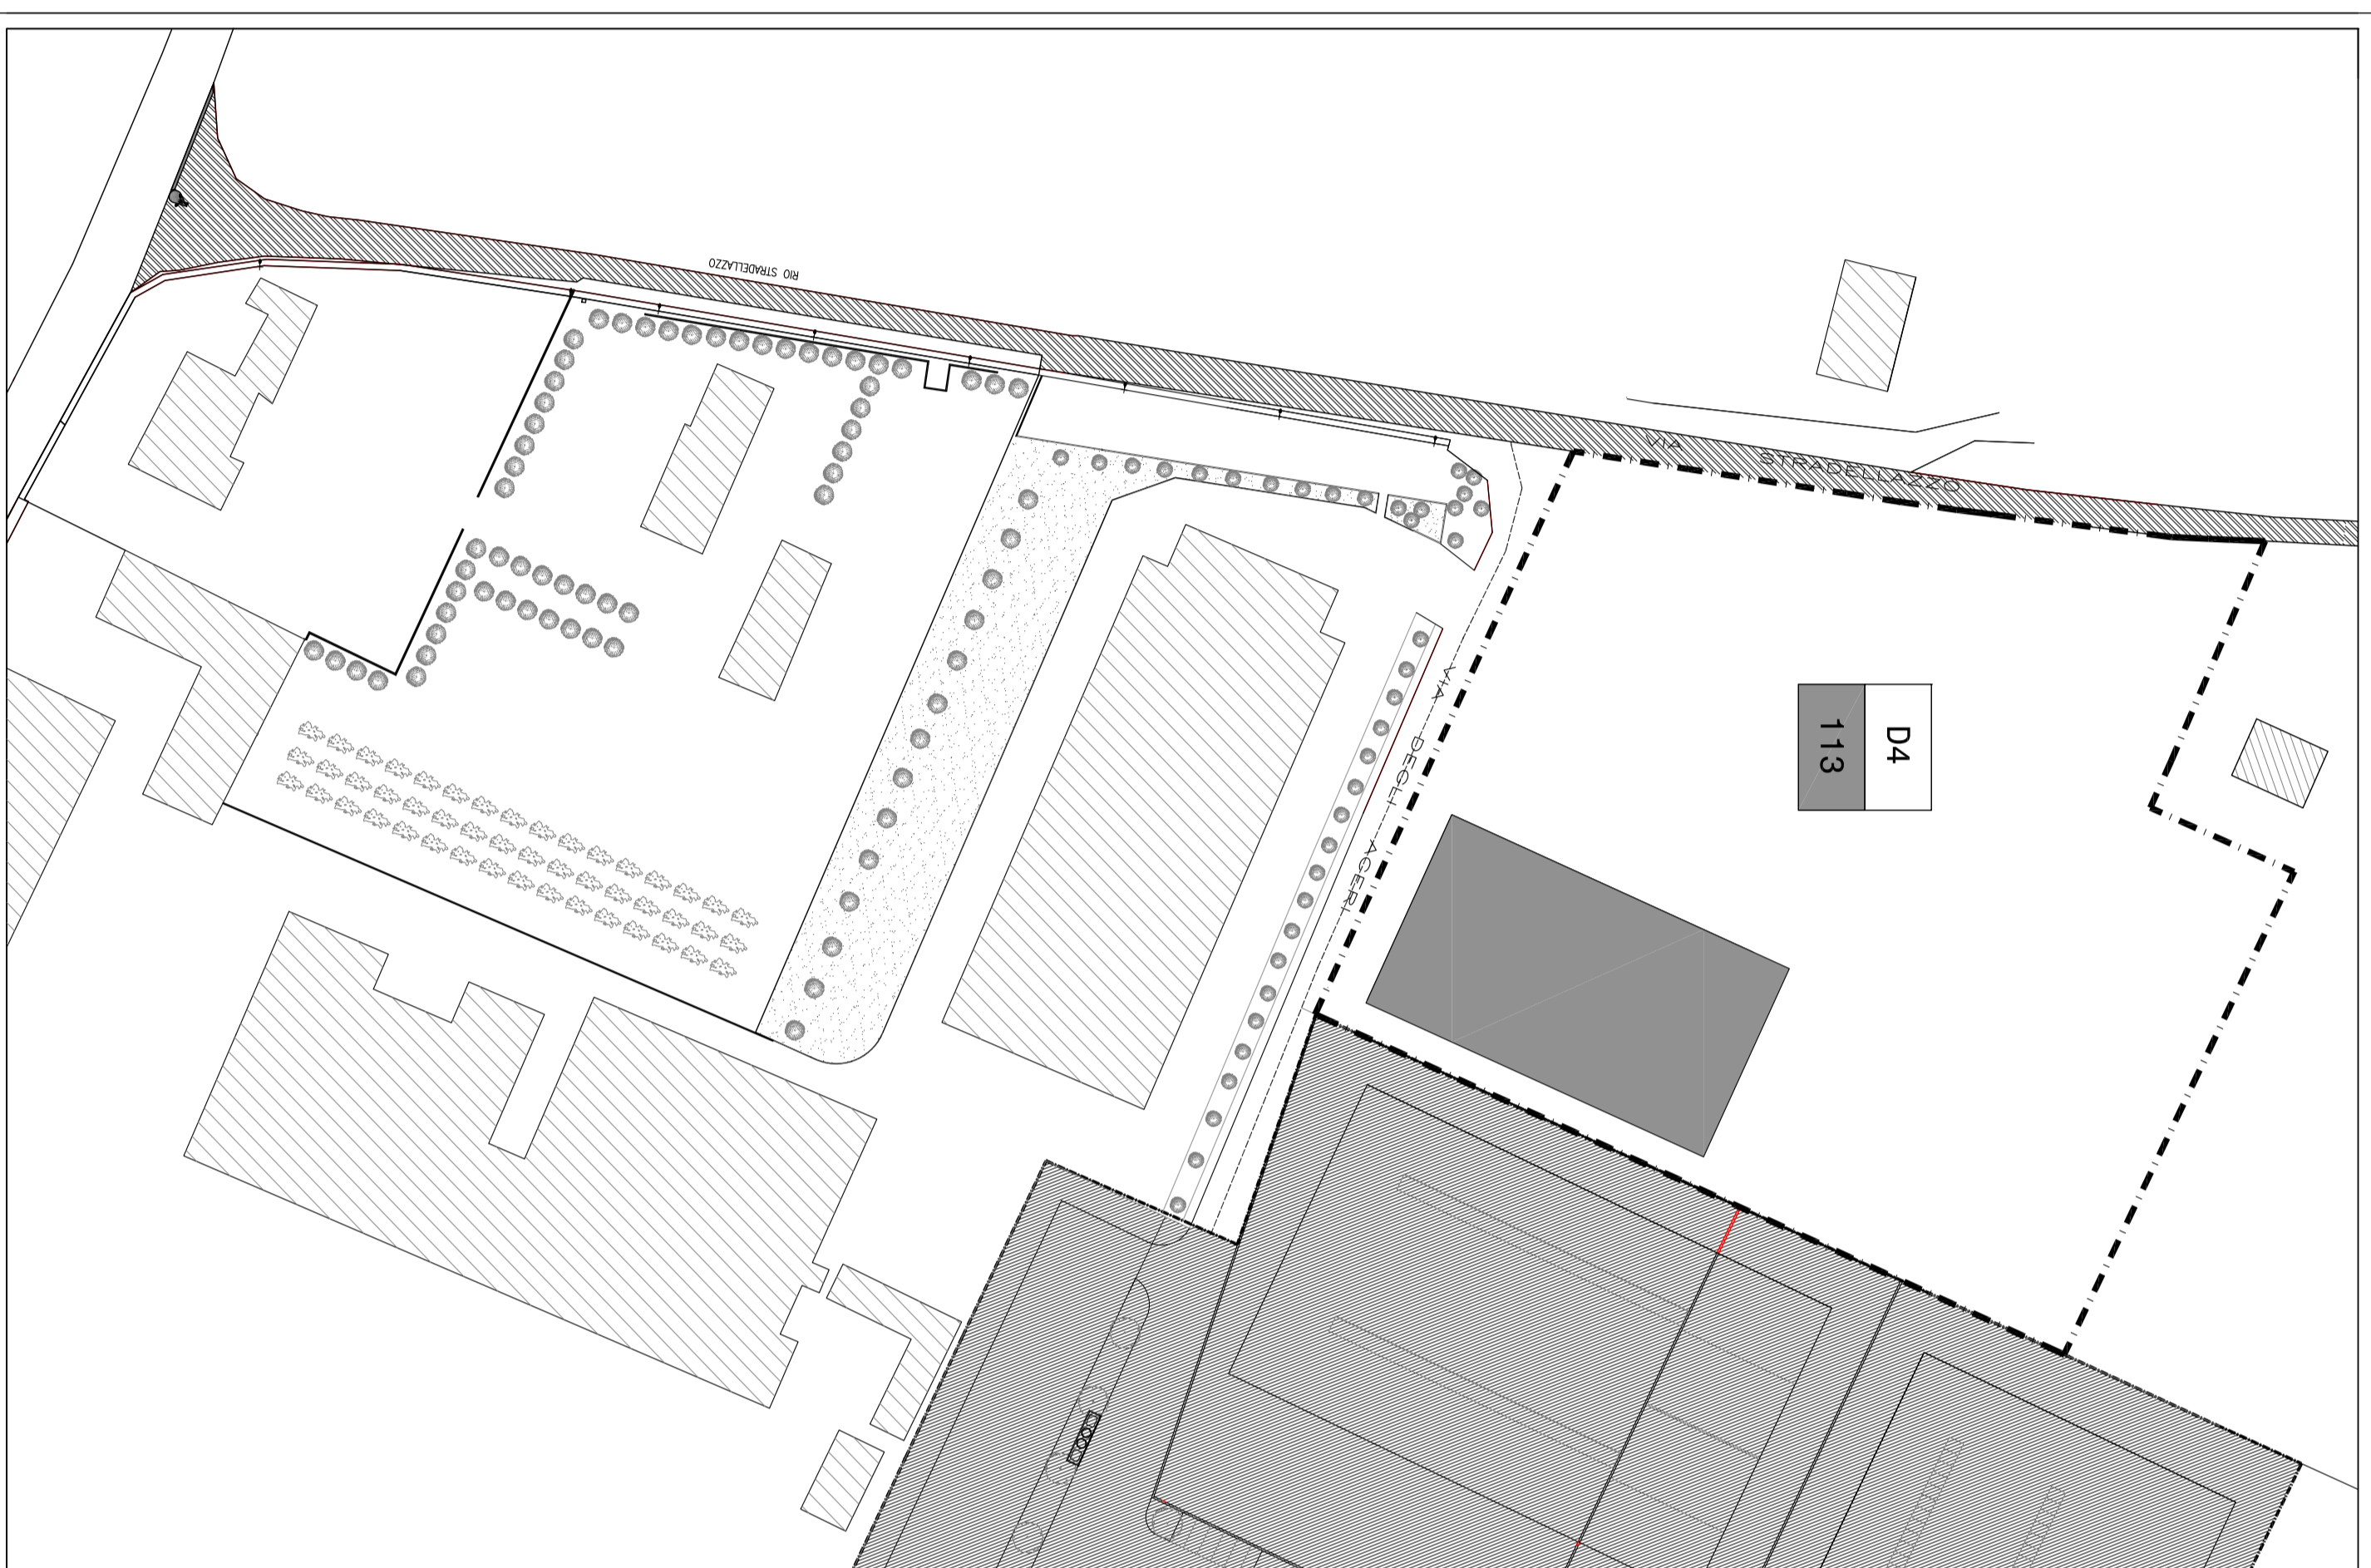 RIO STRADELLAZZO
VIA STRADELLAZZO
VIA DEGLI ACERI
D4
113